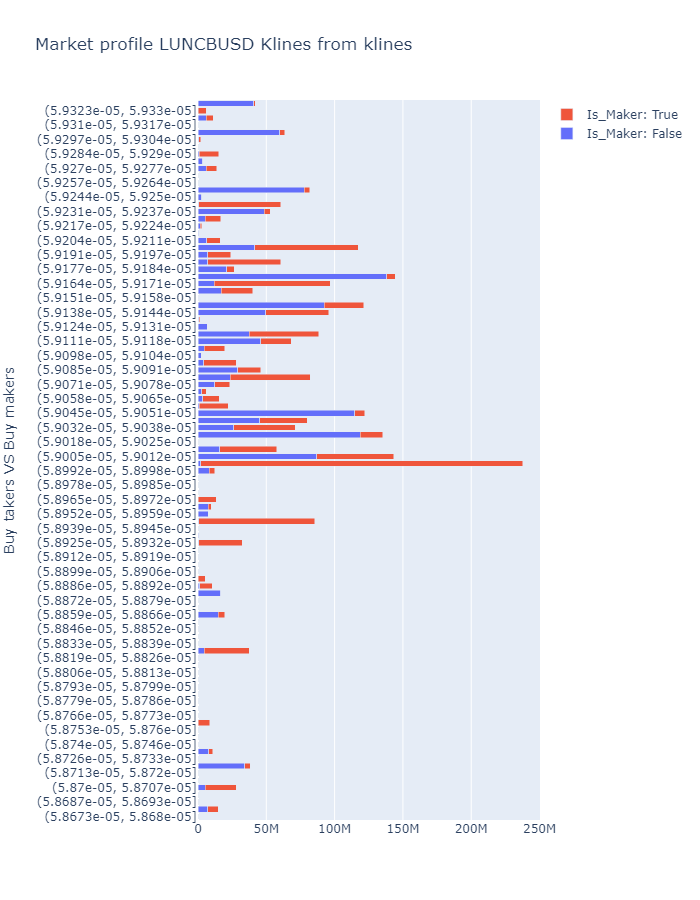 Market profile LUNCBUSD Klines from klines
Is_Maker: True
Is_Maker: False
Buy takers VS Buy makers
(5.9323e-05, 5.933e-05]
(5.931e-05, 5.9317e-05]
(5.9297e-05, 5.9304e-05]
(5.9284e-05, 5.929e-05]
(5.927e-05, 5.9277e-05]
(5.9257e-05, 5.9264e-05]
(5.9244e-05, 5.925e-05]
(5.9231e-05, 5.9237e-05]
(5.9217e-05, 5.9224e-05]
(5.9204e-05, 5.9211e-05]
(5.9191e-05, 5.9197e-05]
(5.9177e-05, 5.9184e-05]
(5.9164e-05, 5.9171e-05]
(5.9151e-05, 5.9158e-05]
(5.9138e-05, 5.9144e-05]
(5.9124e-05, 5.9131e-05]
(5.9111e-05, 5.9118e-05]
(5.9098e-05, 5.9104e-05]
(5.9085e-05, 5.9091e-05]
(5.9071e-05, 5.9078e-05]
(5.9058e-05, 5.9065e-05]
(5.9045e-05, 5.9051e-05]
(5.9032e-05, 5.9038e-05]
(5.9018e-05, 5.9025e-05]
(5.9005e-05, 5.9012e-05]
(5.8992e-05, 5.8998e-05]
(5.8978e-05, 5.8985e-05]
(5.8965e-05, 5.8972e-05]
(5.8952e-05, 5.8959e-05]
(5.8939e-05, 5.8945e-05]
(5.8925e-05, 5.8932e-05]
(5.8912e-05, 5.8919e-05]
(5.8899e-05, 5.8906e-05]
(5.8886e-05, 5.8892e-05]
(5.8872e-05, 5.8879e-05]
(5.8859e-05, 5.8866e-05]
(5.8846e-05, 5.8852e-05]
(5.8833e-05, 5.8839e-05]
(5.8819e-05, 5.8826e-05]
(5.8806e-05, 5.8813e-05]
(5.8793e-05, 5.8799e-05]
(5.8779e-05, 5.8786e-05]
(5.8766e-05, 5.8773e-05]
(5.8753e-05, 5.876e-05]
(5.874e-05, 5.8746e-05]
(5.8726e-05, 5.8733e-05]
(5.8713e-05, 5.872e-05]
(5.87e-05, 5.8707e-05]
(5.8687e-05, 5.8693e-05]
(5.8673e-05, 5.868e-05]
0 50M 100M 150M 200M 250M